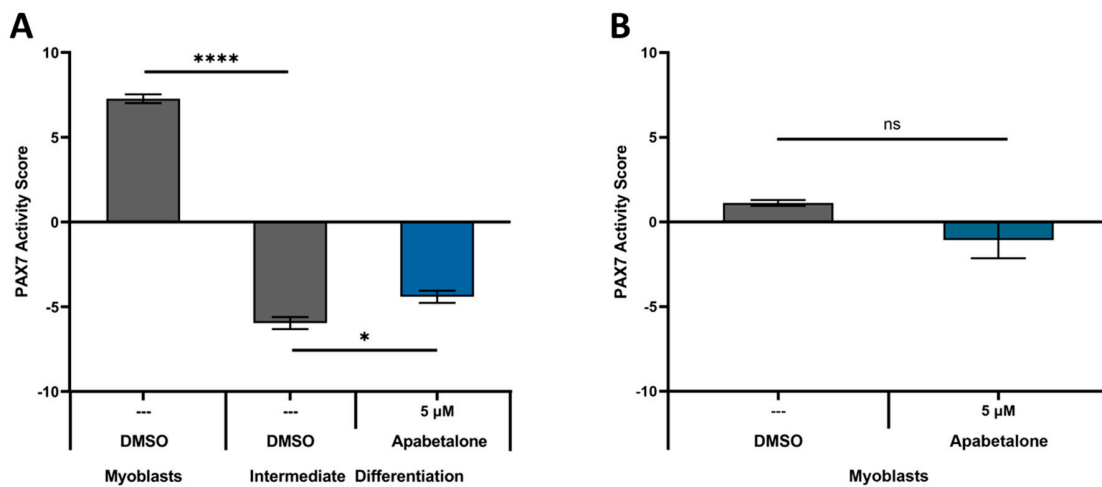 A
PAX7 Activity Score
10
5
0
-5
-10
****
*
--- --- 5 µM
DMSO DMSO Apabetalone
Myoblasts Intermediate Differentiation
B
PAX7 Activity Score
10
5
0
-5
-10
ns
--- 5 µM
DMSO Apabetalone
Myoblasts